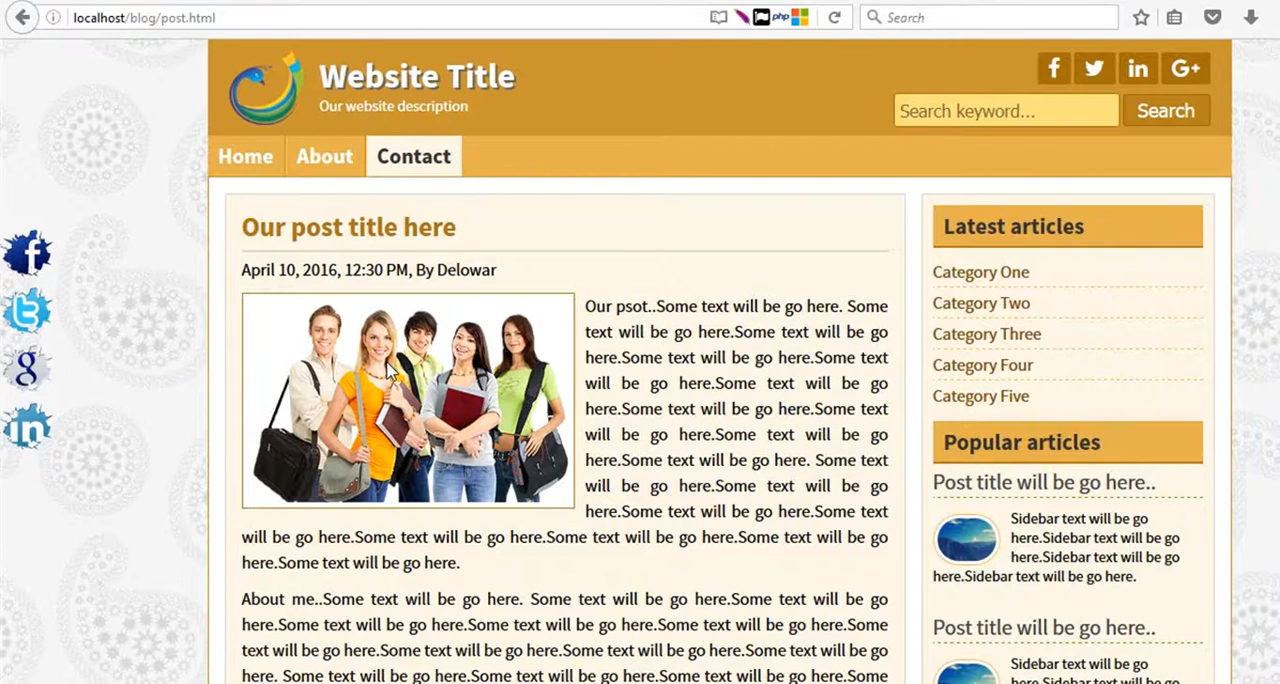 localhost/blog/post.html
php
Search
Website Title
Our website description
f
in
G+
Search keyword...
Search
Home
About
Contact
Our post title here
April 10, 2016, 12:30 PM, By Delowar
Our psot..Some text will be go here. Some
text will be go here.Some text will be go
here.Some text will be go here.Some text
will be go here.Some text will be go
here.Some text will be go here.Some text
will be go here.Some text will be go
here.Some text will be go here. Some text
will be go here.Some text will be go
here.Some text will be go here.Some text
will be go here.Some text will be go here.Some text will be go here.Some text will be go
here.Some text will be go here.
About me..Some text will be go here. Some text will be go here.Some text will be go
here.Some text will be go here.Some text will be go here.Some text will be go here.Some
text will be go here.Some text will be go here.Some text will be go here.Some text will be
go here. Some text will be go here.Some text will be go here.Some text will be go here.Some
Latest articles
Category One
Category Two
Category Three
Category Four
Category Five
Popular articles
Post title will be go here..
Sidebar text will be go
here.Sidebar text will be go
here.Sidebar text will be go
here.Sidebar text will be go here.
Post title will be go here..
Sidebar text will be go
here.Sidebar text will be go
f
t
g
in